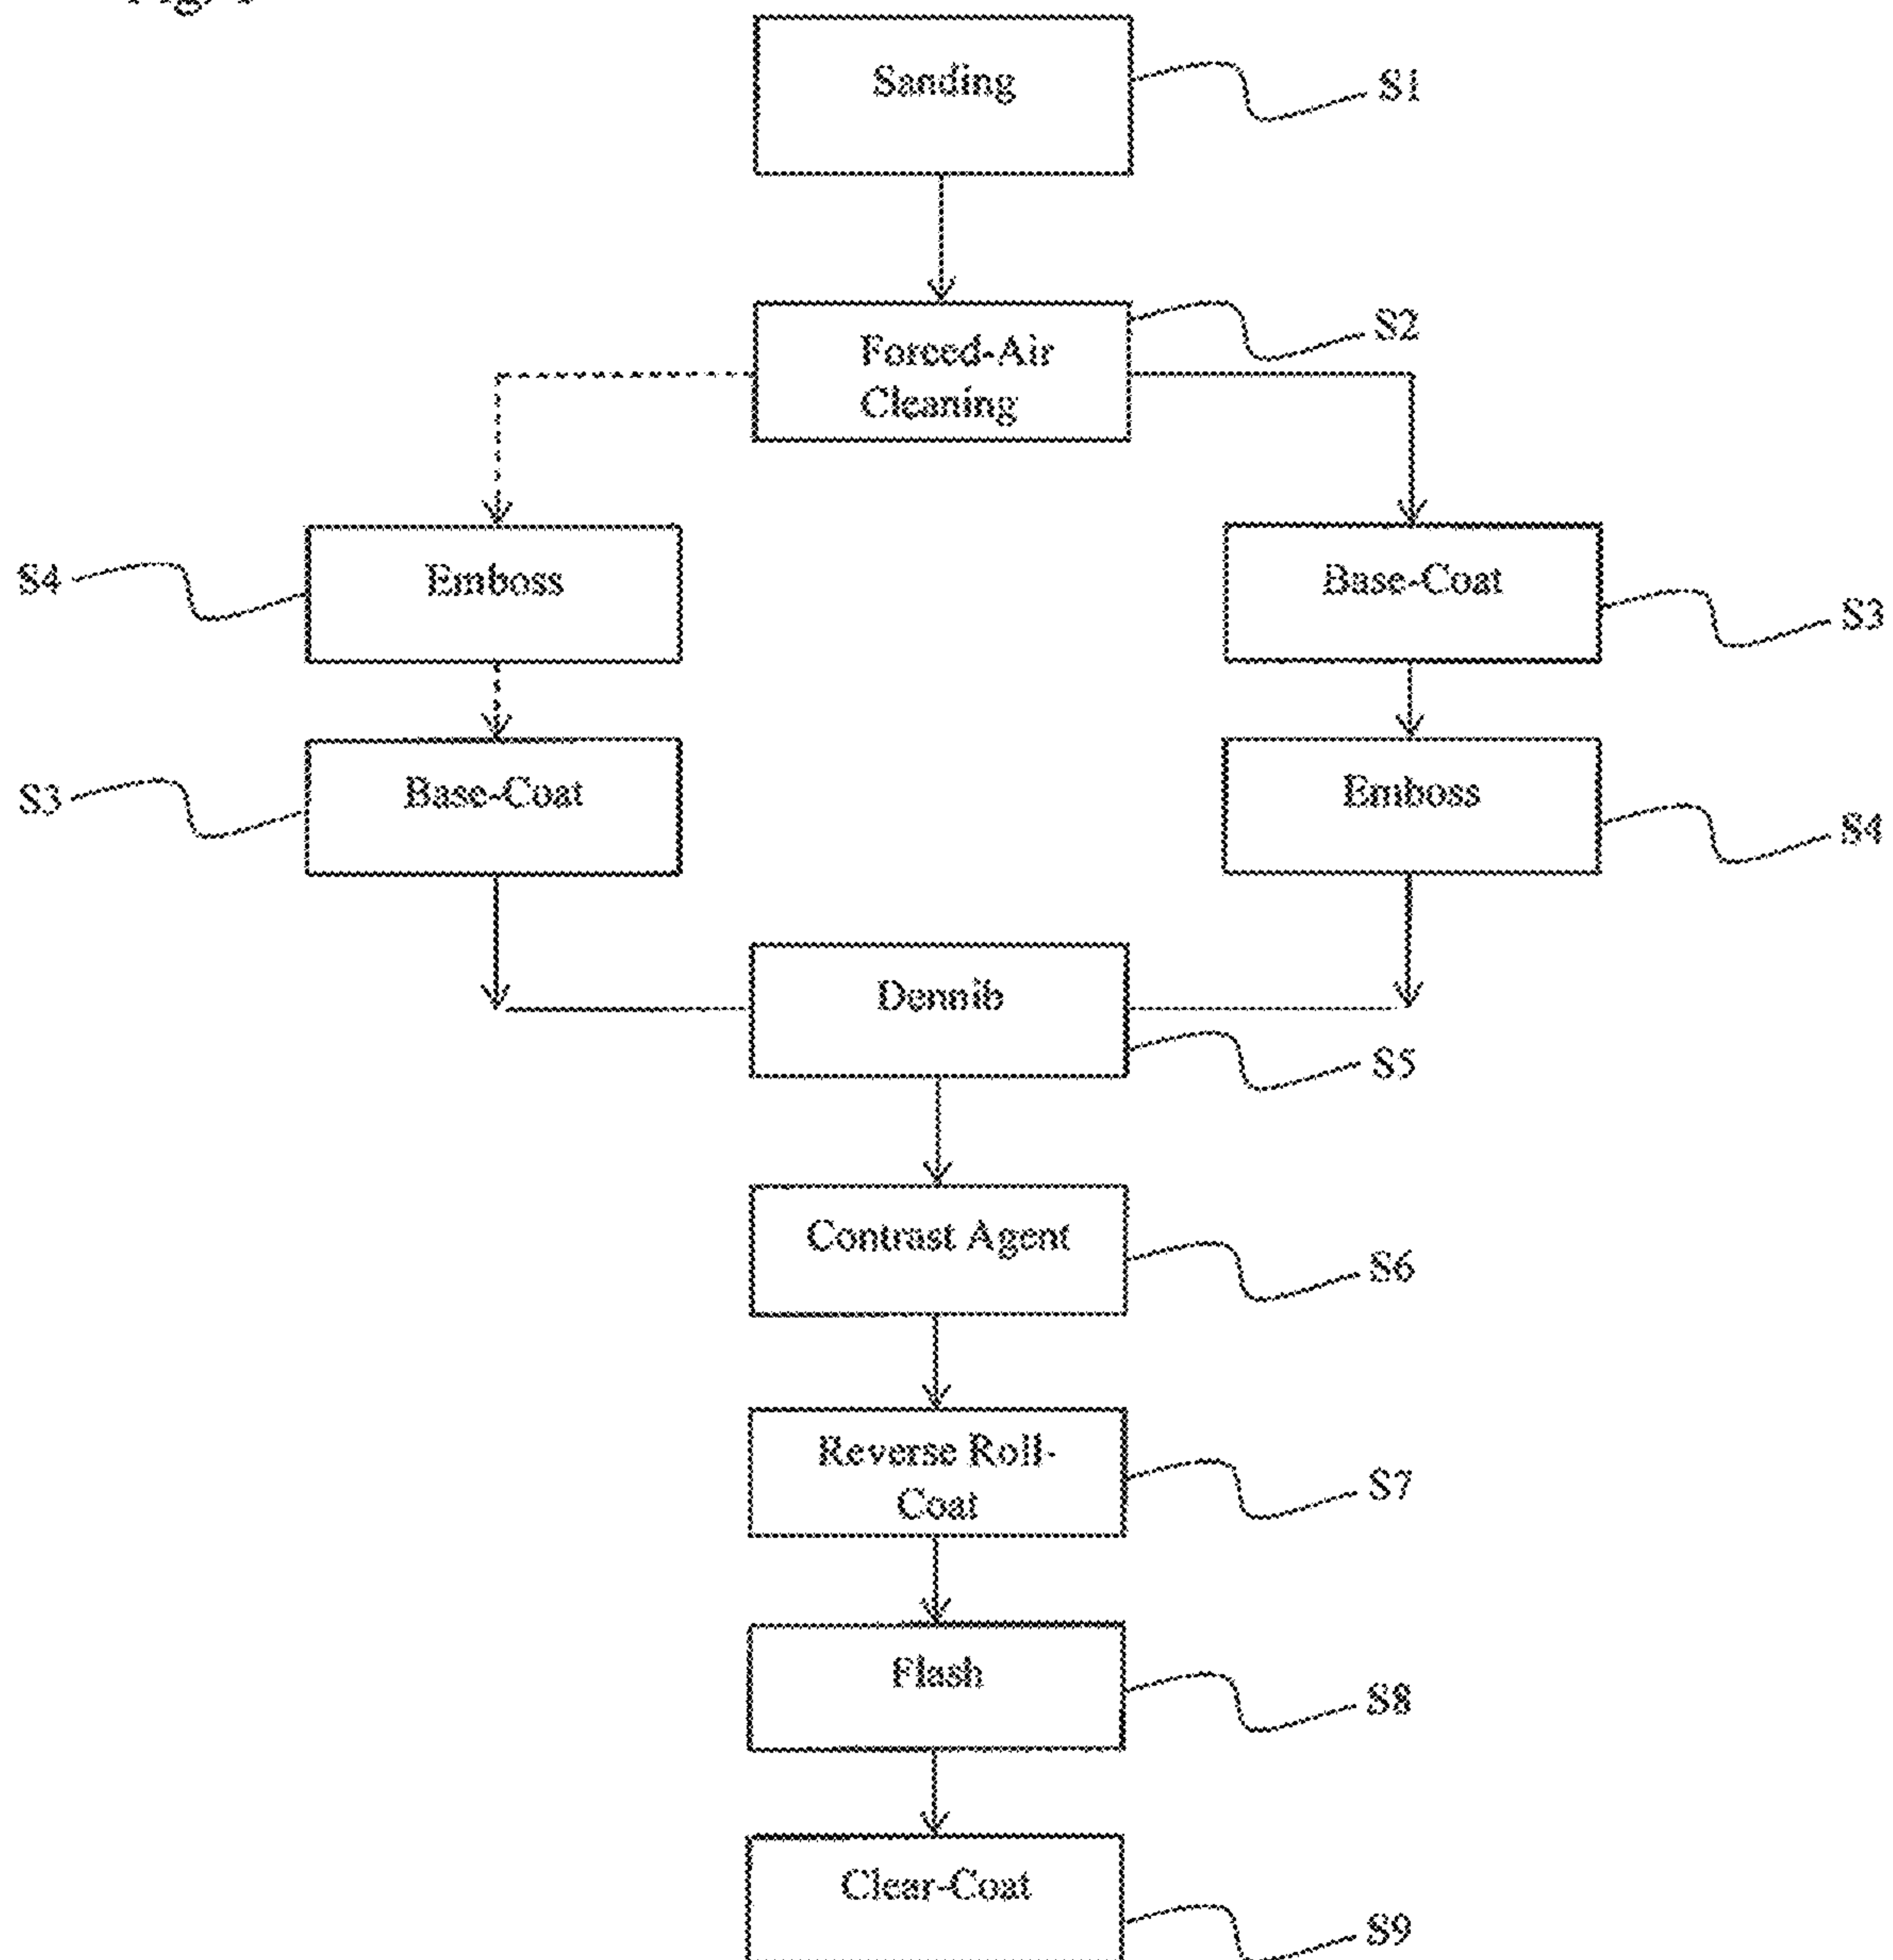 Sanding
S1
Forced-Air
Cleaning
S2
Emboss
S4
Base-Coat
S3
Base-Coat
S3
Emboss
S4
Dennib
S5
Contrast Agent
S6
Reverse Roll-
Coat
S7
Flash
S8
Clear-Coat
S9